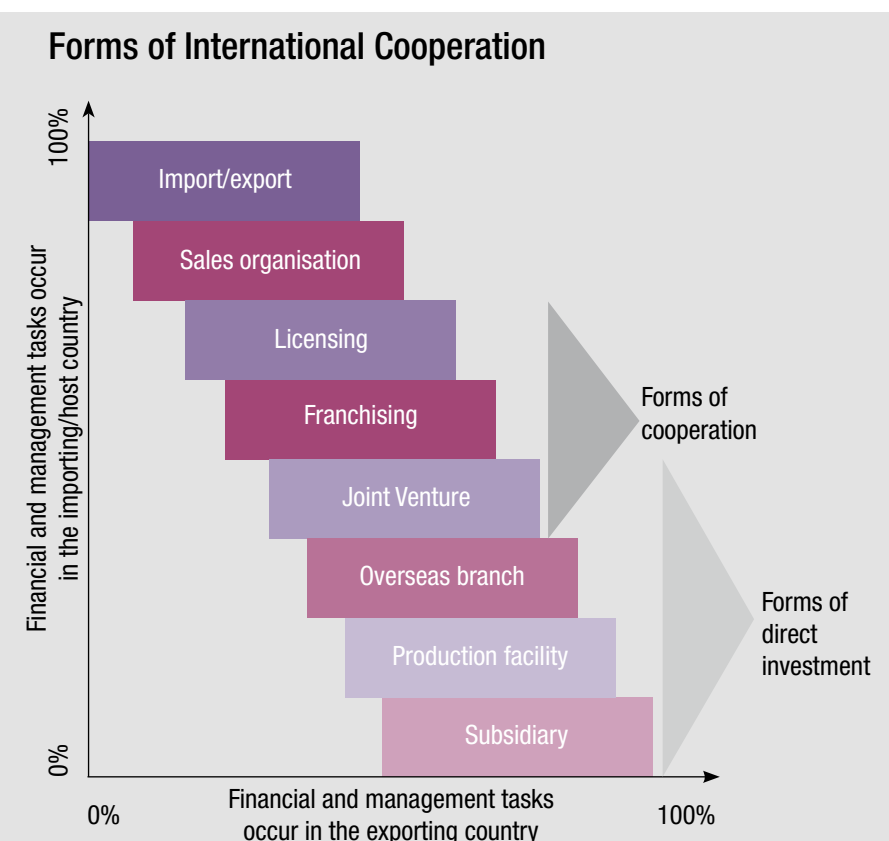 Forms of International Cooperation
100%
Financial and management tasks occur
in the importing/host country
0%
Import/export
Sales organisation
Licensing
Franchising
Joint Venture
Overseas branch
Production facility
Subsidiary
Forms of
cooperation
Forms of
direct
investment
0%
Financial and management tasks
occur in the exporting country
100%